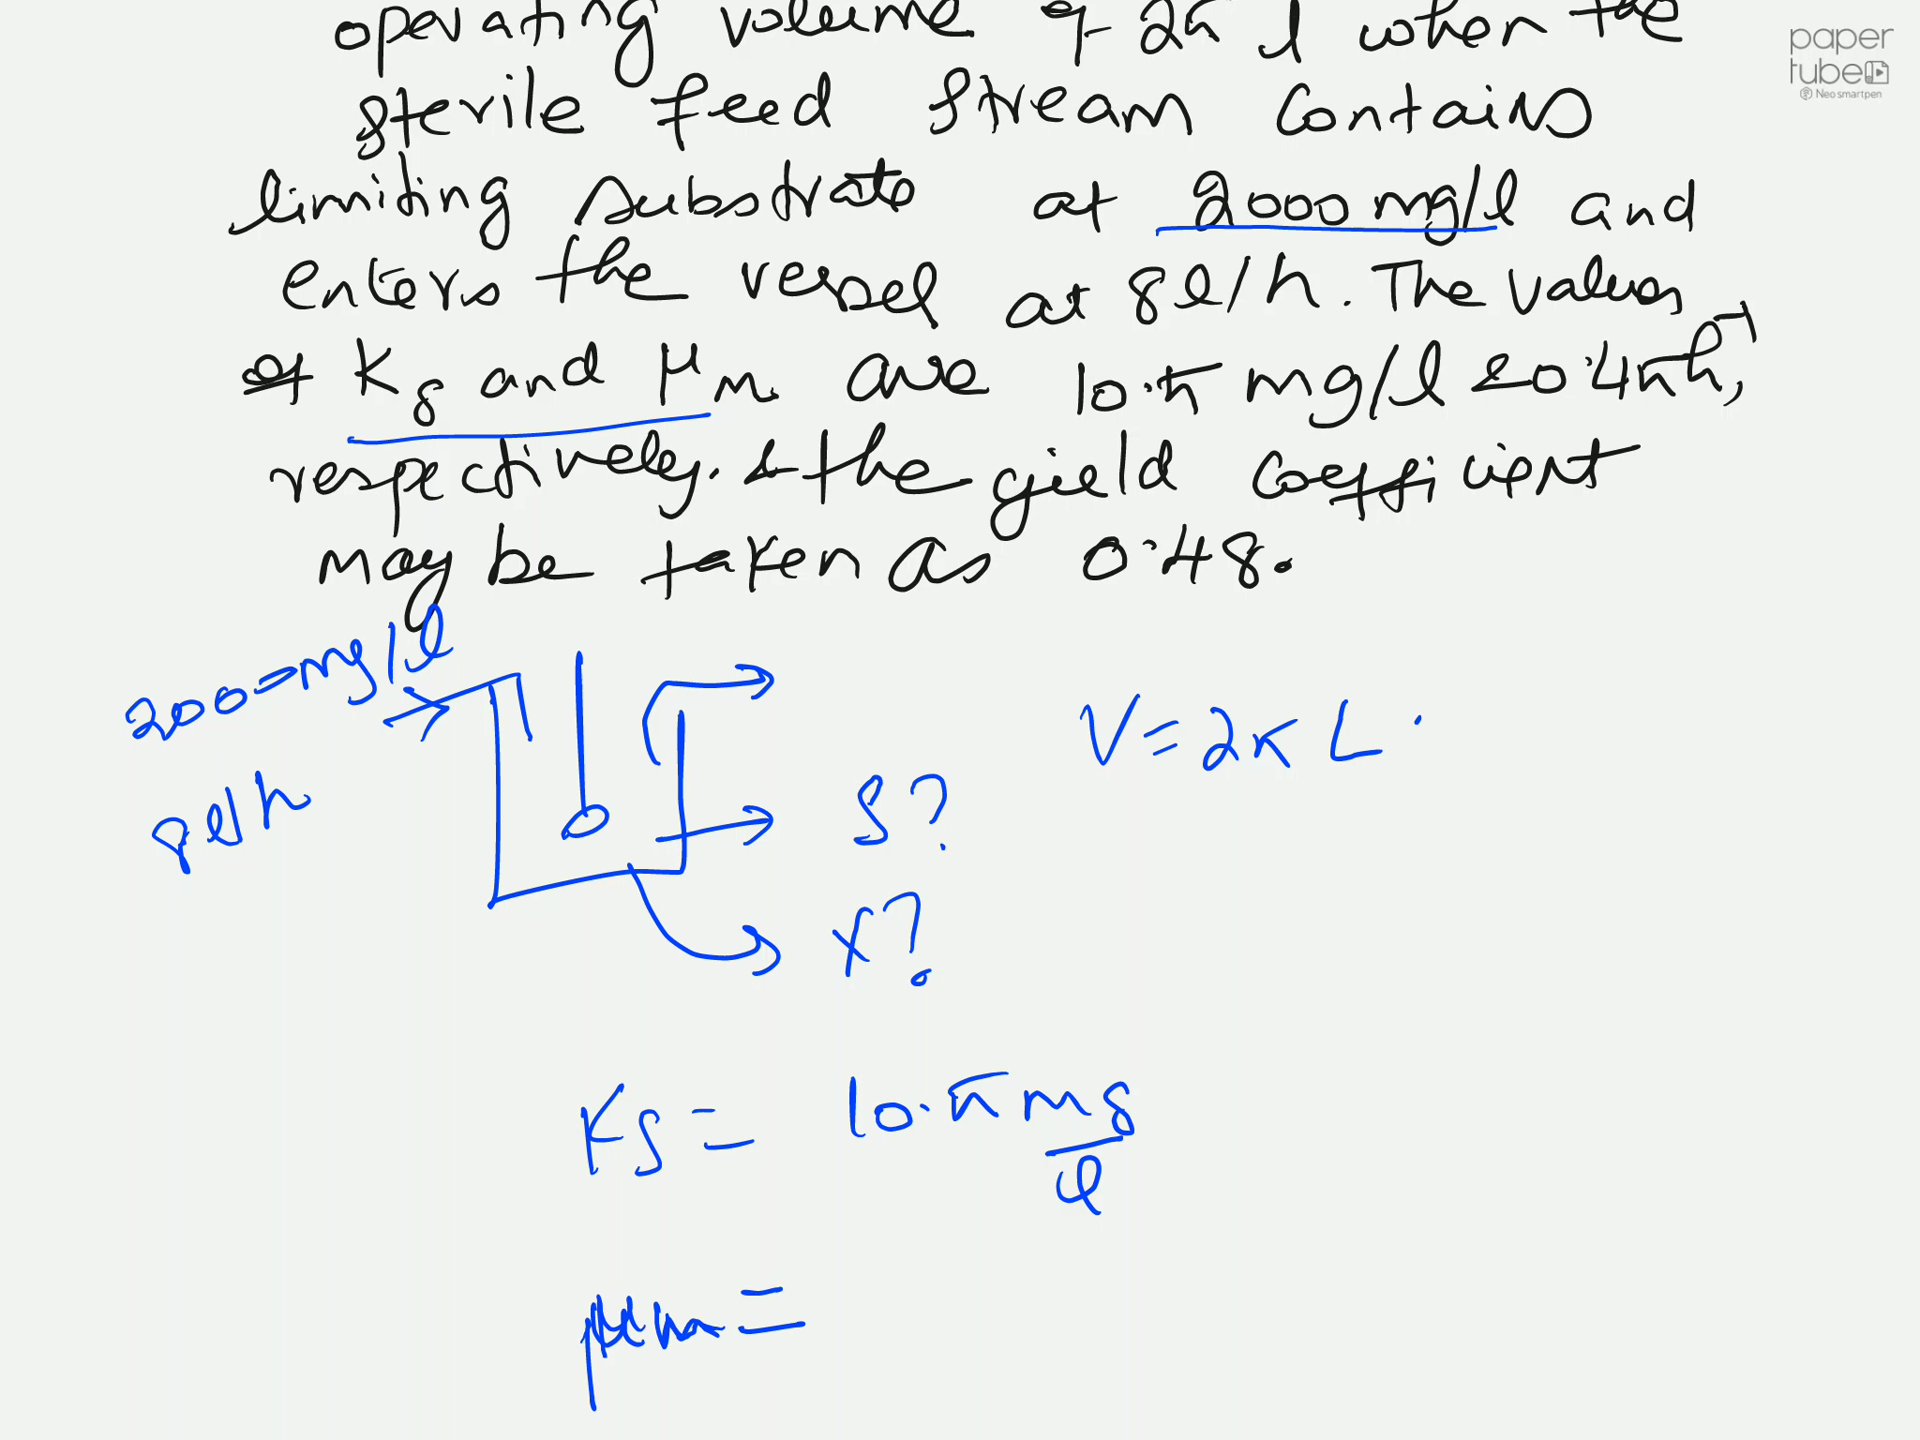 operating volume of 25 l when the
sterile feed stream contains
limiting substrate at 2000 mg/l and
enters the vessel at 8 l/h. The values
of Ks and μm are 10.5 mg/l & 0.45 h⁻¹,
respectively. & the yield coefficient
may be taken as 0.48.
2000 mg/l
8 l/h
V = 25 L.
S?
X?
Ks = 10.5 mg/l
μm =
paper
tube
Neo smartpen